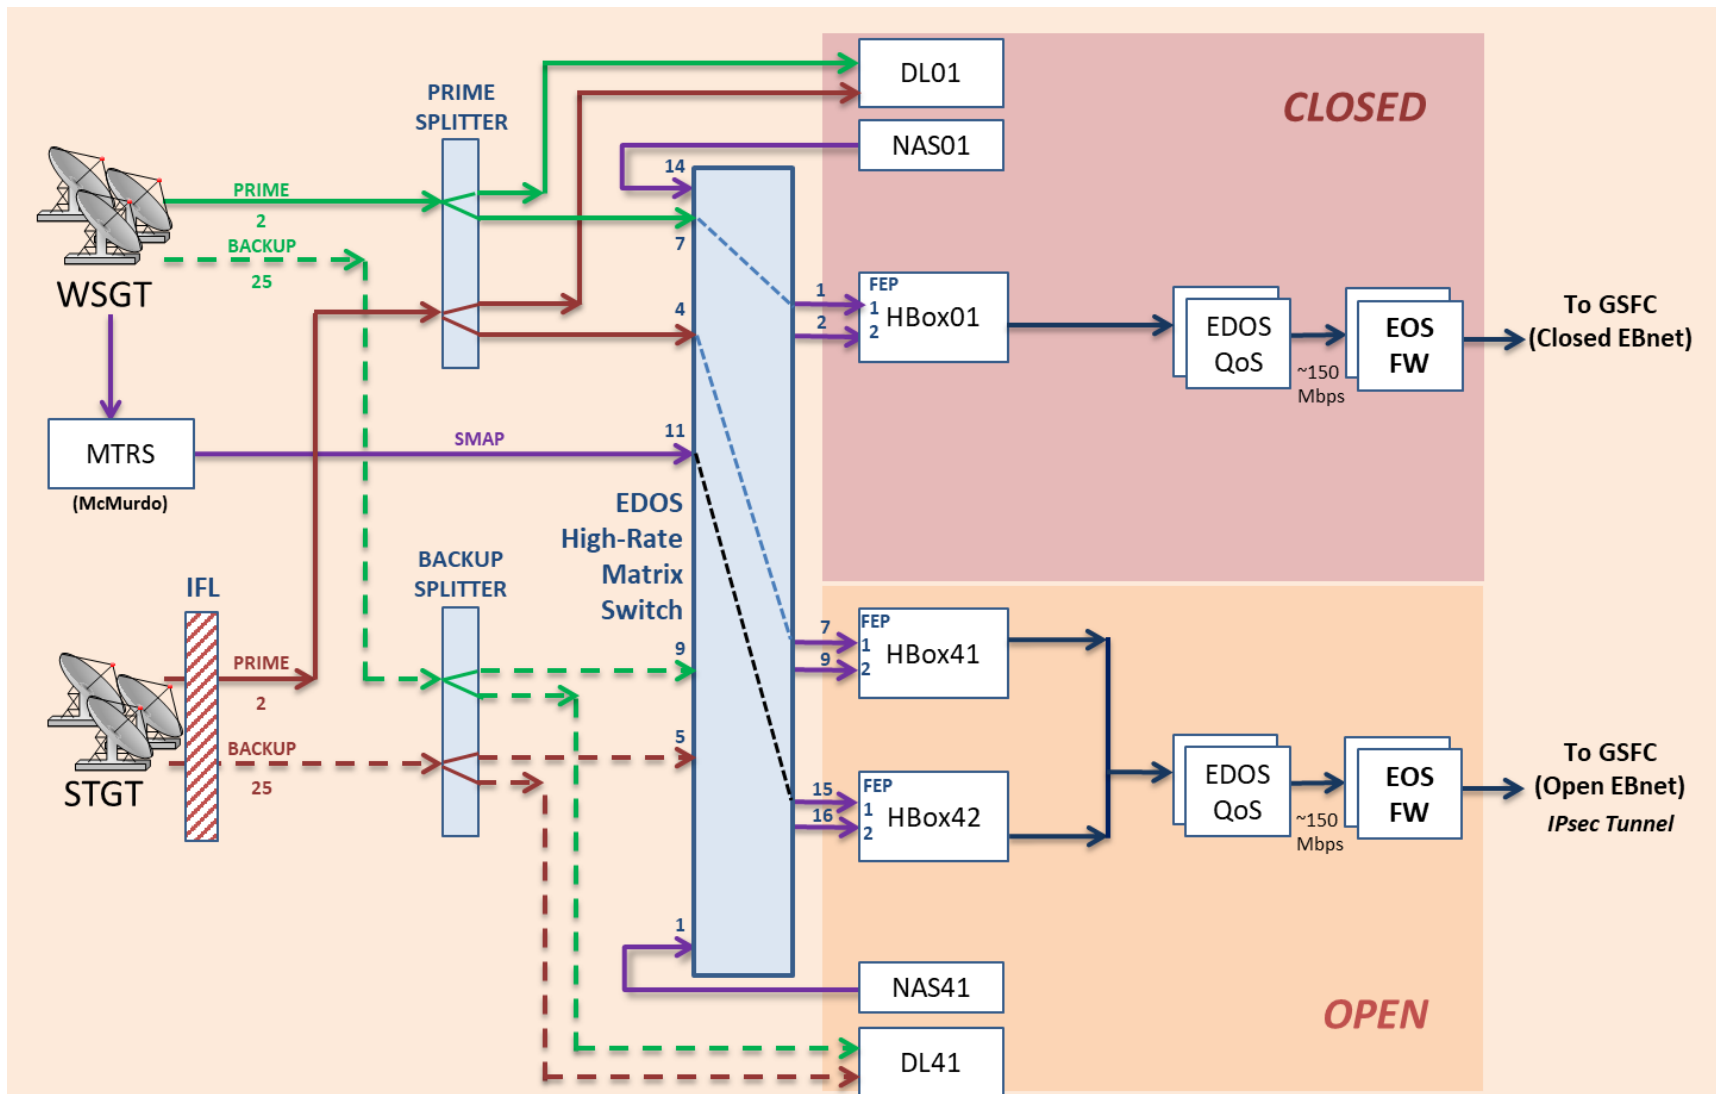 DL01
CLOSED
PRIME
SPLITTER
NAS01
14
PRIME
2
7
BACKUP
25
WSGT
4
1
2
FEP
1
2
HBox01
EDOS
QoS
~150
Mbps
EOS
FW
To GSFC
(Closed EBnet)
11
SMAP
MTRS
(McMurdo)
EDOS
High-Rate
Matrix
Switch
BACKUP
SPLITTER
IFL
9
7
9
FEP
1
2
HBox41
PRIME
2
5
BACKUP
25
STGT
15
16
FEP
1
2
HBox42
EDOS
QoS
~150
Mbps
EOS
FW
To GSFC
(Open EBnet)
IPsec Tunnel
1
NAS41
OPEN
DL41